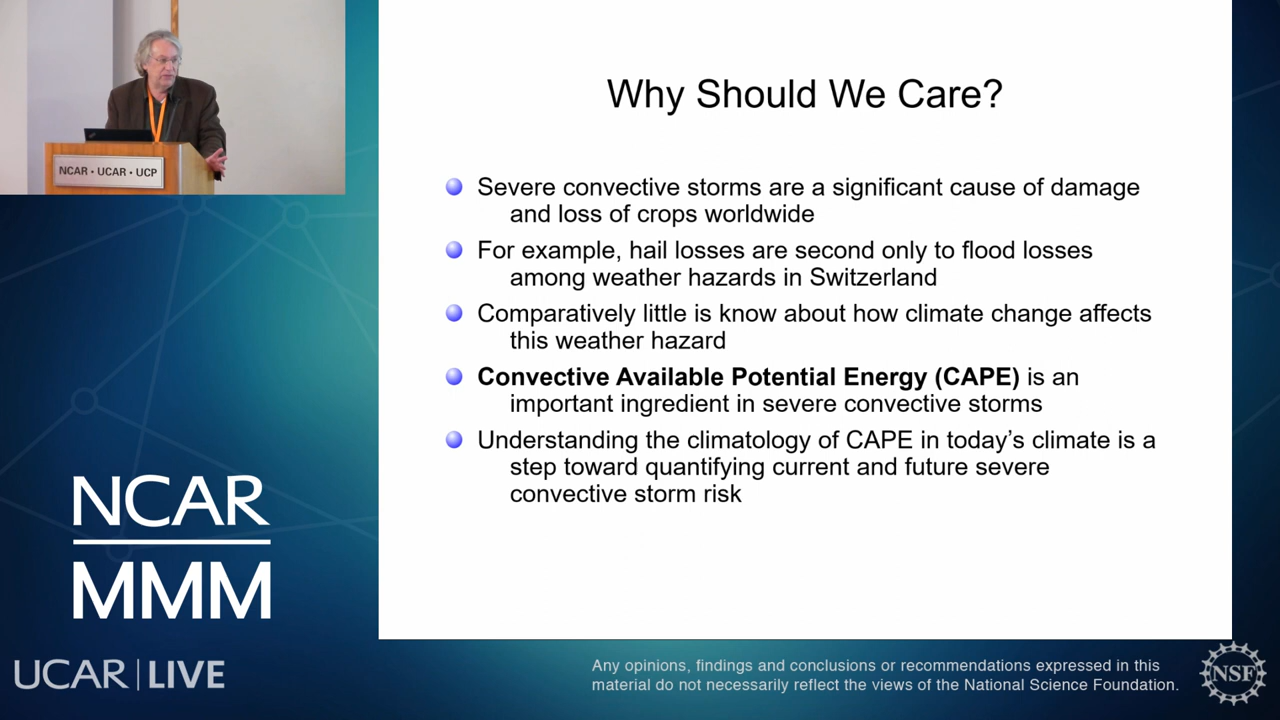 NCAR • UCAR • UCP
Why Should We Care?
Severe convective storms are a significant cause of damage
and loss of crops worldwide
For example, hail losses are second only to flood losses
among weather hazards in Switzerland
Comparatively little is know about how climate change affects
this weather hazard
Convective Available Potential Energy (CAPE) is an
important ingredient in severe convective storms
Understanding the climatology of CAPE in today's climate is a
step toward quantifying current and future severe
convective storm risk
NCAR
MMM
UCAR | LIVE
Any opinions, findings and conclusions or recommendations expressed in this
material do not necessarily reflect the views of the National Science Foundation.
NSF